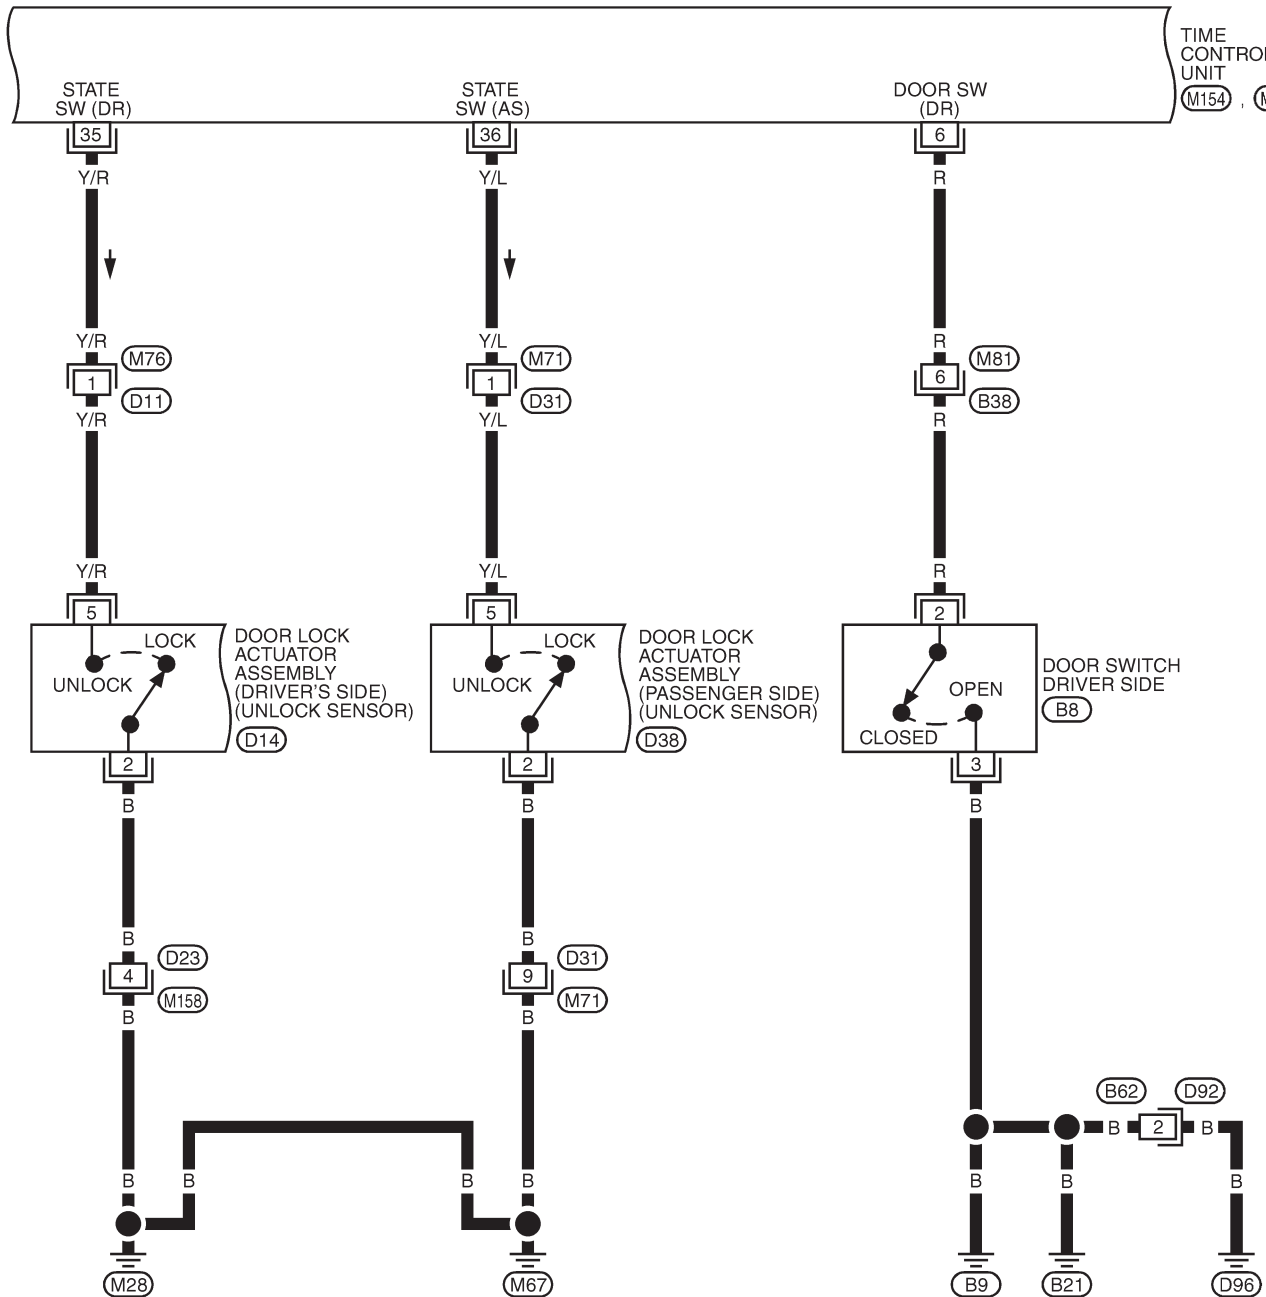 TIME
CONTROL
UNIT
M154 , M
STATE
SW (DR)
STATE
SW (AS)
DOOR SW
(DR)
35
36
6
Y/R
Y/L
R
Y/R
Y/L
R
M76
M71
M81
1
1
6
D11
D31
B38
Y/R
Y/L
R
Y/R
Y/L
R
5
5
2
LOCK
UNLOCK
DOOR LOCK
ACTUATOR
ASSEMBLY
(DRIVER'S SIDE)
(UNLOCK SENSOR)
D14
LOCK
UNLOCK
DOOR LOCK
ACTUATOR
ASSEMBLY
(PASSENGER SIDE)
(UNLOCK SENSOR)
D38
OPEN
CLOSED
DOOR SWITCH
DRIVER SIDE
B8
2
2
3
B
B
B
B
B
D23
D31
4
9
M158
M71
B
B
B62
D92
B
2
B
B
B
B
B
B
B
B
M28
M67
B9
B21
D96